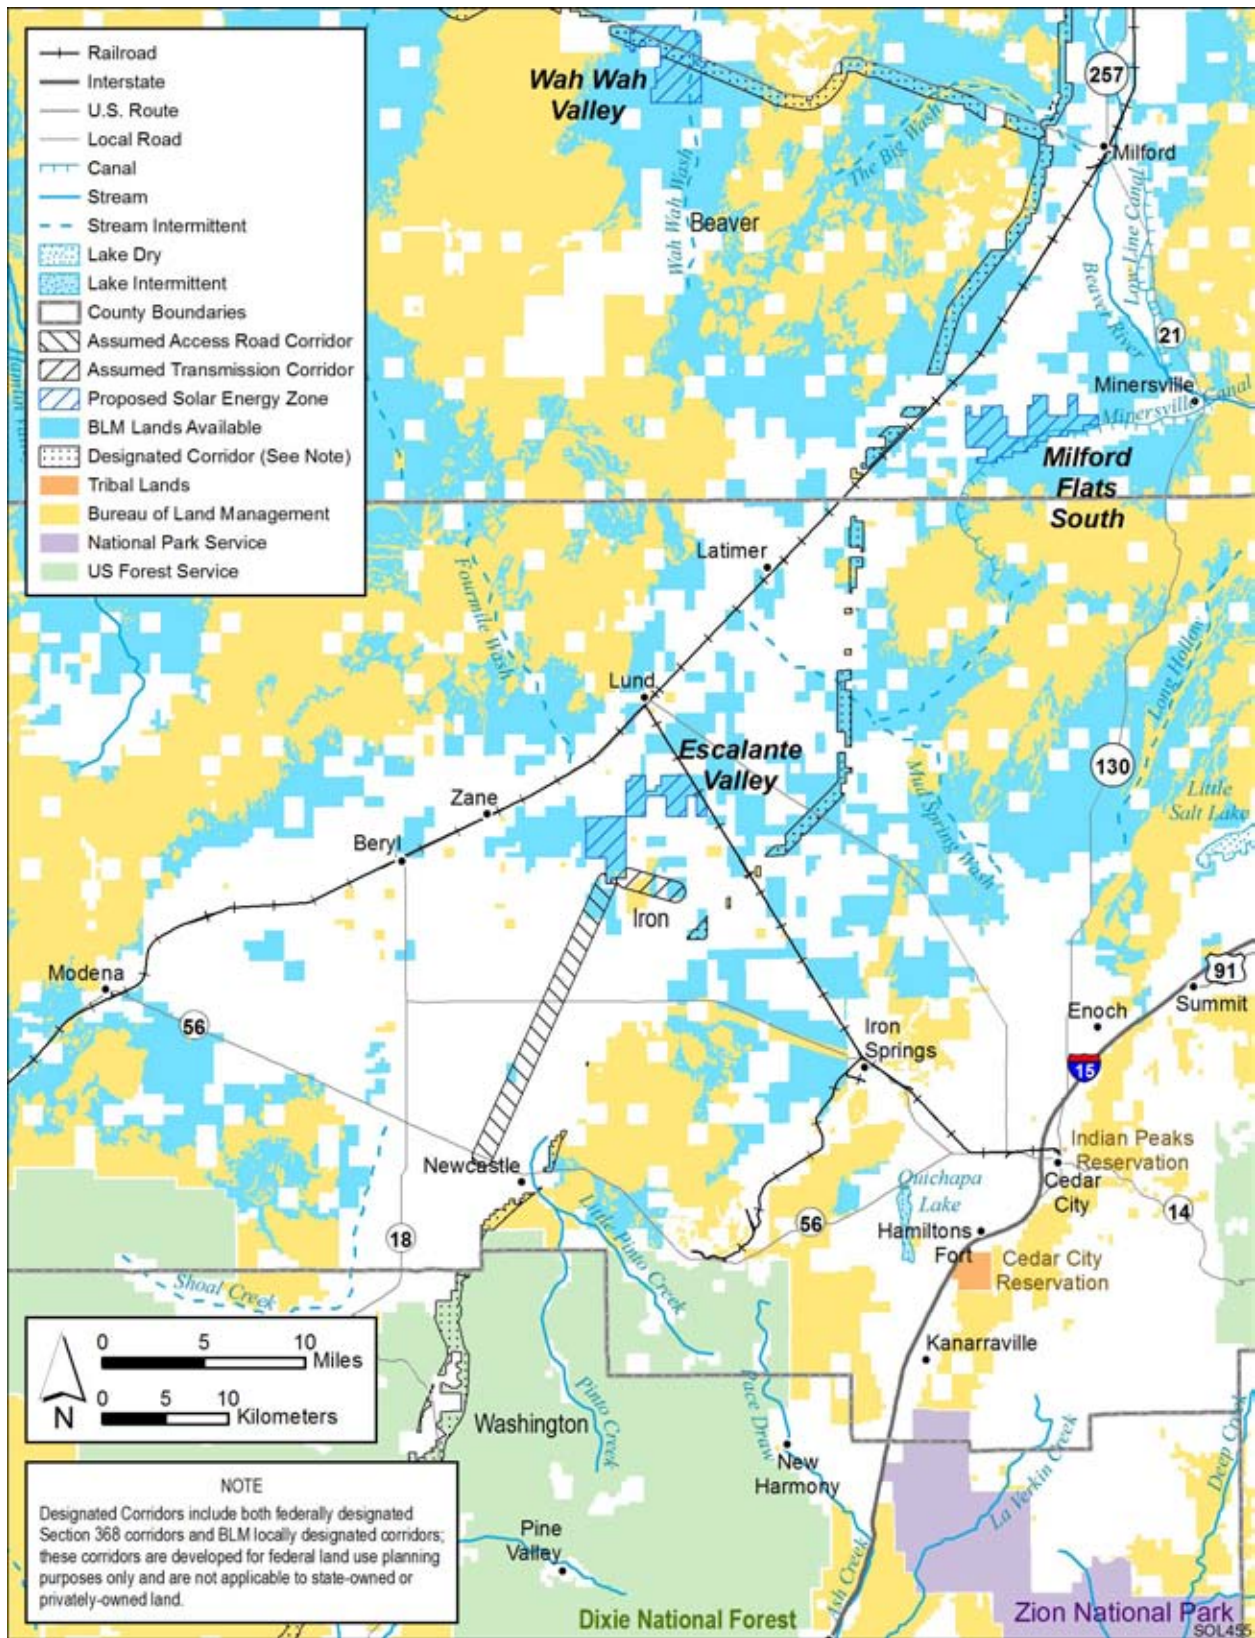 Railroad
Interstate
U.S. Route
Local Road
Canal
Stream
Stream Intermittent
Lake Dry
Lake Intermittent
County Boundaries
Assumed Access Road Corridor
Assumed Transmission Corridor
Proposed Solar Energy Zone
BLM Lands Available
Designated Corridor (See Note)
Tribal Lands
Bureau of Land Management
National Park Service
US Forest Service
Wah Wah
Valley
257
The Big Wash
Milford
Wah Wah Wash
Beaver
Low Line Canal
Beaver River
21
Minersville
Minersville Canal
Milford
Flats
South
Latimer
Fourmile Wash
Lund
Long Hollow
Escalante
Valley
130
Mud Spring Wash
Little
Salt Lake
Zane
Beryl
Iron
Modena
91
Summit
56
Enoch
Iron
Springs
15
Indian Peaks
Reservation
Newcastle
Cedar
City
Quichapa
Lake
14
18
56
Hamiltons
Fort
Little Pinto Creek
Cedar City
Reservation
Shoal Creek
Kanarraville
0 5 10
Miles
0 5 10
Kilometers
N
Pinto Creek
Pace Draw
Washington
New
Harmony
La Verkin Creek
Deep Creek
NOTE
Designated Corridors include both federally designated
Section 368 corridors and BLM locally designated corridors;
these corridors are developed for federal land use planning
purposes only and are not applicable to state-owned or
privately-owned land.
Pine
Valley
Ash Creek
Dixie National Forest
Zion National Park
SOL455